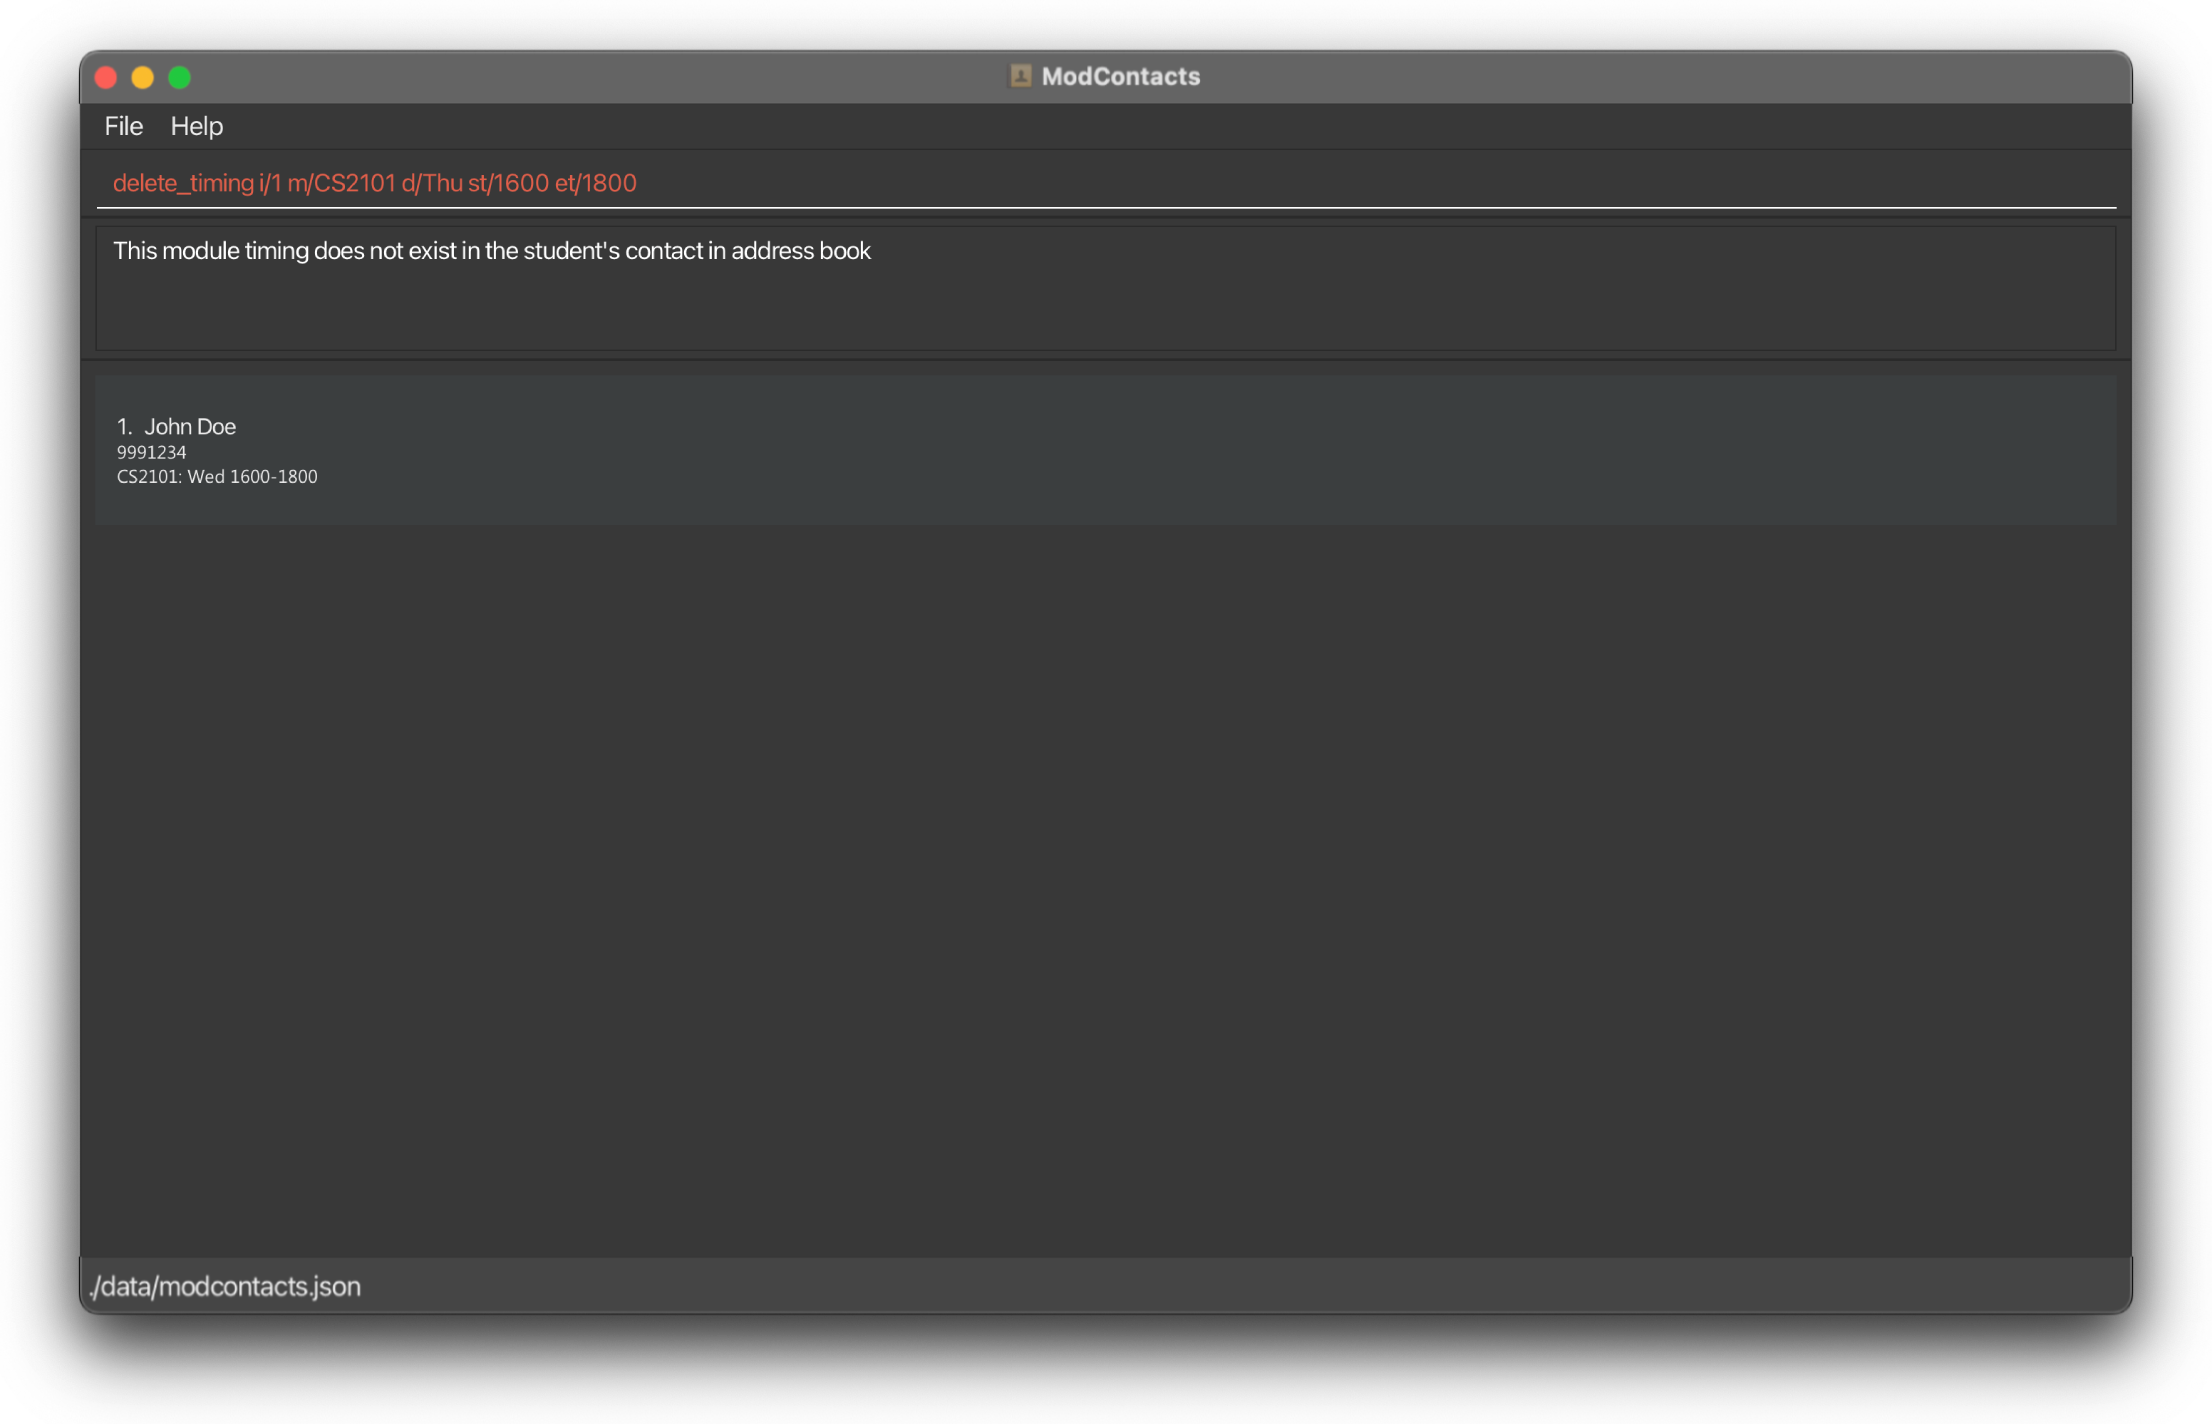 ModContacts
File Help
delete_timing i/1 m/CS2101 d/Thu st/1600 et/1800
This module timing does not exist in the student's contact in address book
1. John Doe
9991234
CS2101: Wed 1600-1800
./data/modcontacts.json